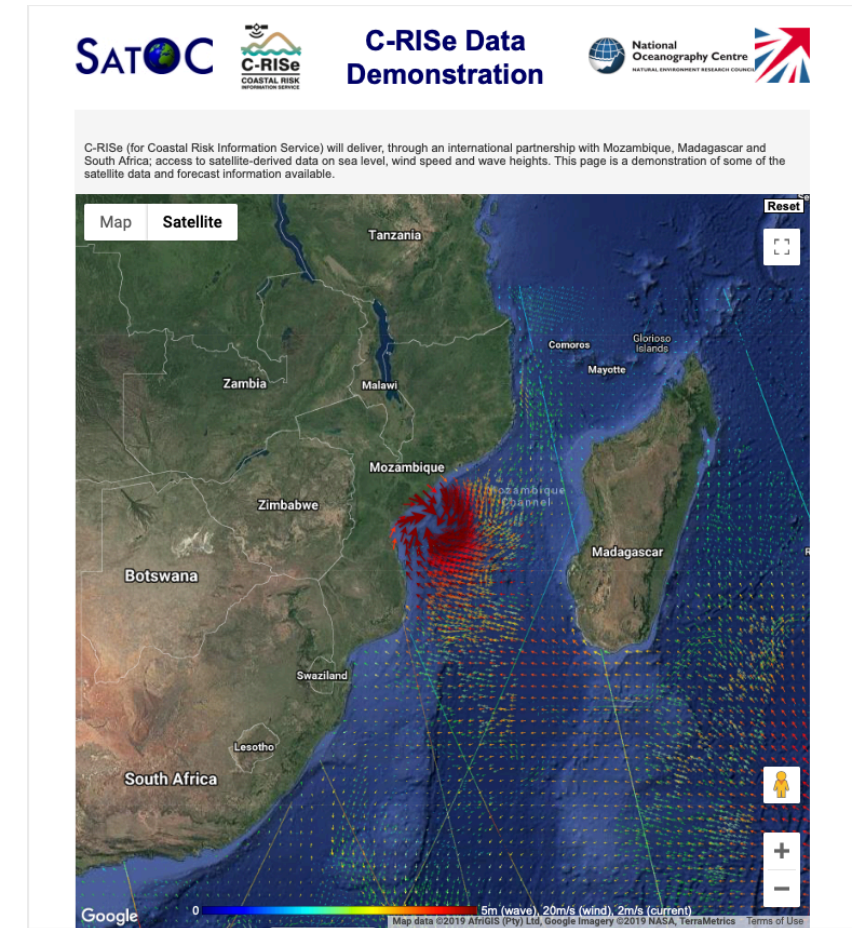 SATOC
C-RISe
COASTAL RISK
INFORMATION SERVICE
C-RISe Data
Demonstration
National
Oceanography Centre
NATURAL ENVIRONMENT RESEARCH COUNCIL
C-RISe (for Coastal Risk Information Service) will deliver, through an international partnership with Mozambique, Madagascar and
South Africa; access to satellite-derived data on sea level, wind speed and wave heights. This page is a demonstration of some of the
satellite data and forecast information available.
Map
Satellite
Reset
Tanzania
Comoros
Glorioso
Islands
Mayotte
Zambia
Malawi
Mozambique
Mozambique
Channel
Zimbabwe
Madagascar
Botswana
Swaziland
Lesotho
South Africa
Google
0
5m (wave), 20m/s (wind), 2m/s (current)
Map data ©2019 AfriGIS (Pty) Ltd, Google Imagery ©2019 NASA, TerraMetrics
Terms of Use